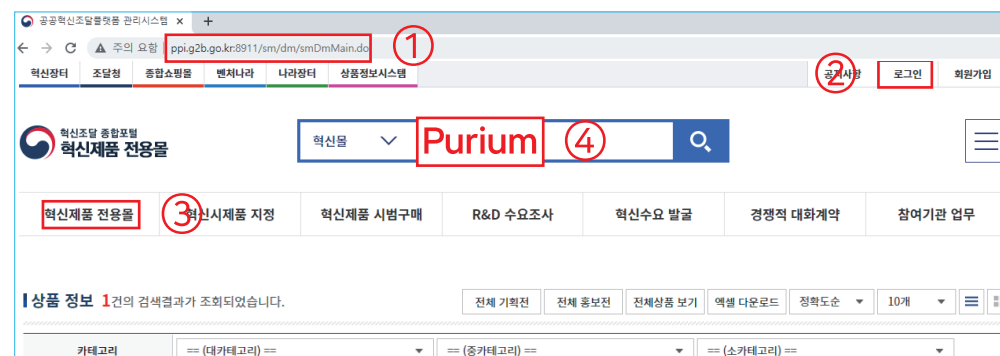 공공혁신조달플랫폼 관리시스템 × +
← → C 주의 요함 ppi.g2b.go.kr:8911/sm/dm/smDmMain.do ①
혁신장터 조달청 종합쇼핑몰 벤처나라 나라장터 상품정보시스템 공지사항 ② 로그인 회원가입
혁신조달 종합포털
혁신제품 전용몰
혁신몰 Purium ④
혁신제품 전용몰 ③ 혁신시제품 지정 혁신제품 시범구매 R&D 수요조사 혁신수요 발굴 경쟁적 대화계약 참여기관 업무
상품 정보 1건의 검색결과가 조회되었습니다. 전체 기획전 전체 홍보전 전체상품 보기 엑셀 다운로드 정확도순 10개
카테고리 == (대카테고리) == == (중카테고리) == == (소카테고리) ==